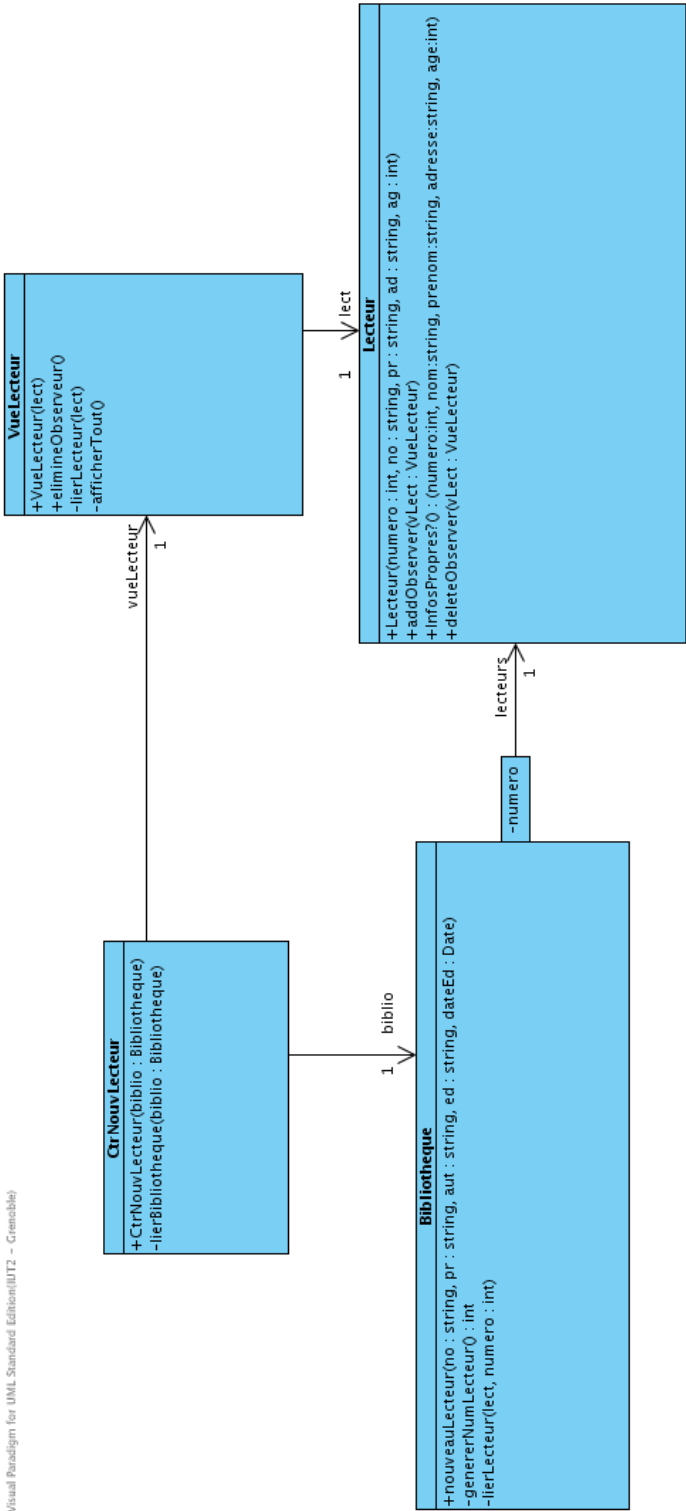 Visual Paradigm for UML Standard Edition(IUT2 - Grenoble)
CtrNouvLecteur
+CtrNouvLecteur(biblio : Bibliotheque)
-lierBibliotheque(biblio : Bibliotheque)
vueLecteur
1
VueLecteur
+VueLecteur(lect)
+elimineObserveur()
-lierLecteur(lect)
-afficherTout()
1
biblio
1
lect
Bibliotheque
+nouveauLecteur(no : string, pr : string, aut : string, ed : string, dateEd : Date)
-genererNumLecteur() : int
-lierLecteur(lect, numero : int)
-numero
lecteurs
1
Lecteur
+Lecteur(numero : int, no : string, pr : string, ad : string, ag : int)
+addObserver(vLect : VueLecteur)
+InfosPropres?() : (numero:int, nom:string, prenom:string, adresse:string, age:int)
+deleteObserver(vLect : VueLecteur)